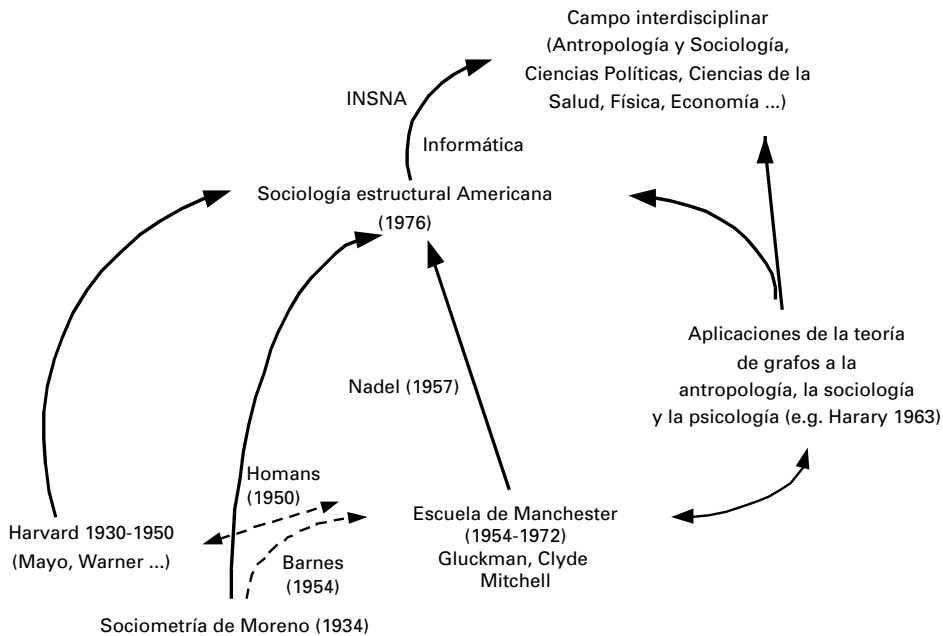 Campo interdisciplinar
(Antropología y Sociología,
Ciencias Políticas, Ciencias de la
Salud, Física, Economía ...)
INSNA
Informática
Sociología estructural Americana
(1976)
Aplicaciones de la teoría
de grafos a la
antropología, la sociología
y la psicología (e.g. Harary 1963)
Nadel (1957)
Homans
(1950)
Harvard 1930-1950
(Mayo, Warner ...)
Barnes
(1954)
Escuela de Manchester
(1954-1972)
Gluckman, Clyde
Mitchell
Sociometría de Moreno (1934)